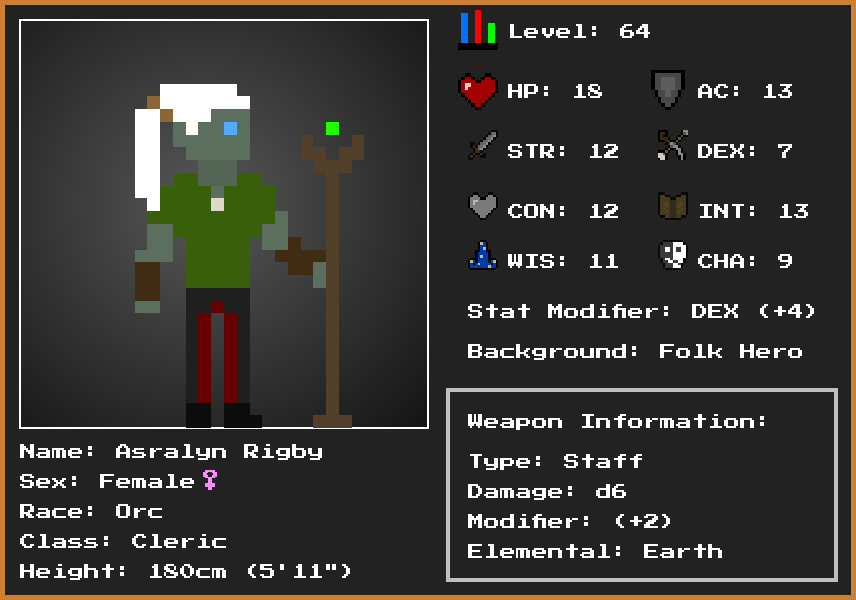 Level: 64
HP: 18 AC: 13
STR: 12 DEX: 7
CON: 12 INT: 13
WIS: 11 CHA: 9
Stat Modifier: DEX (+4)
Background: Folk Hero
Name: Asralyn Rigby
Sex: Female♀
Race: Orc
Class: Cleric
Height: 180cm (5'11")
Weapon Information:
Type: Staff
Damage: d6
Modifier: (+2)
Elemental: Earth